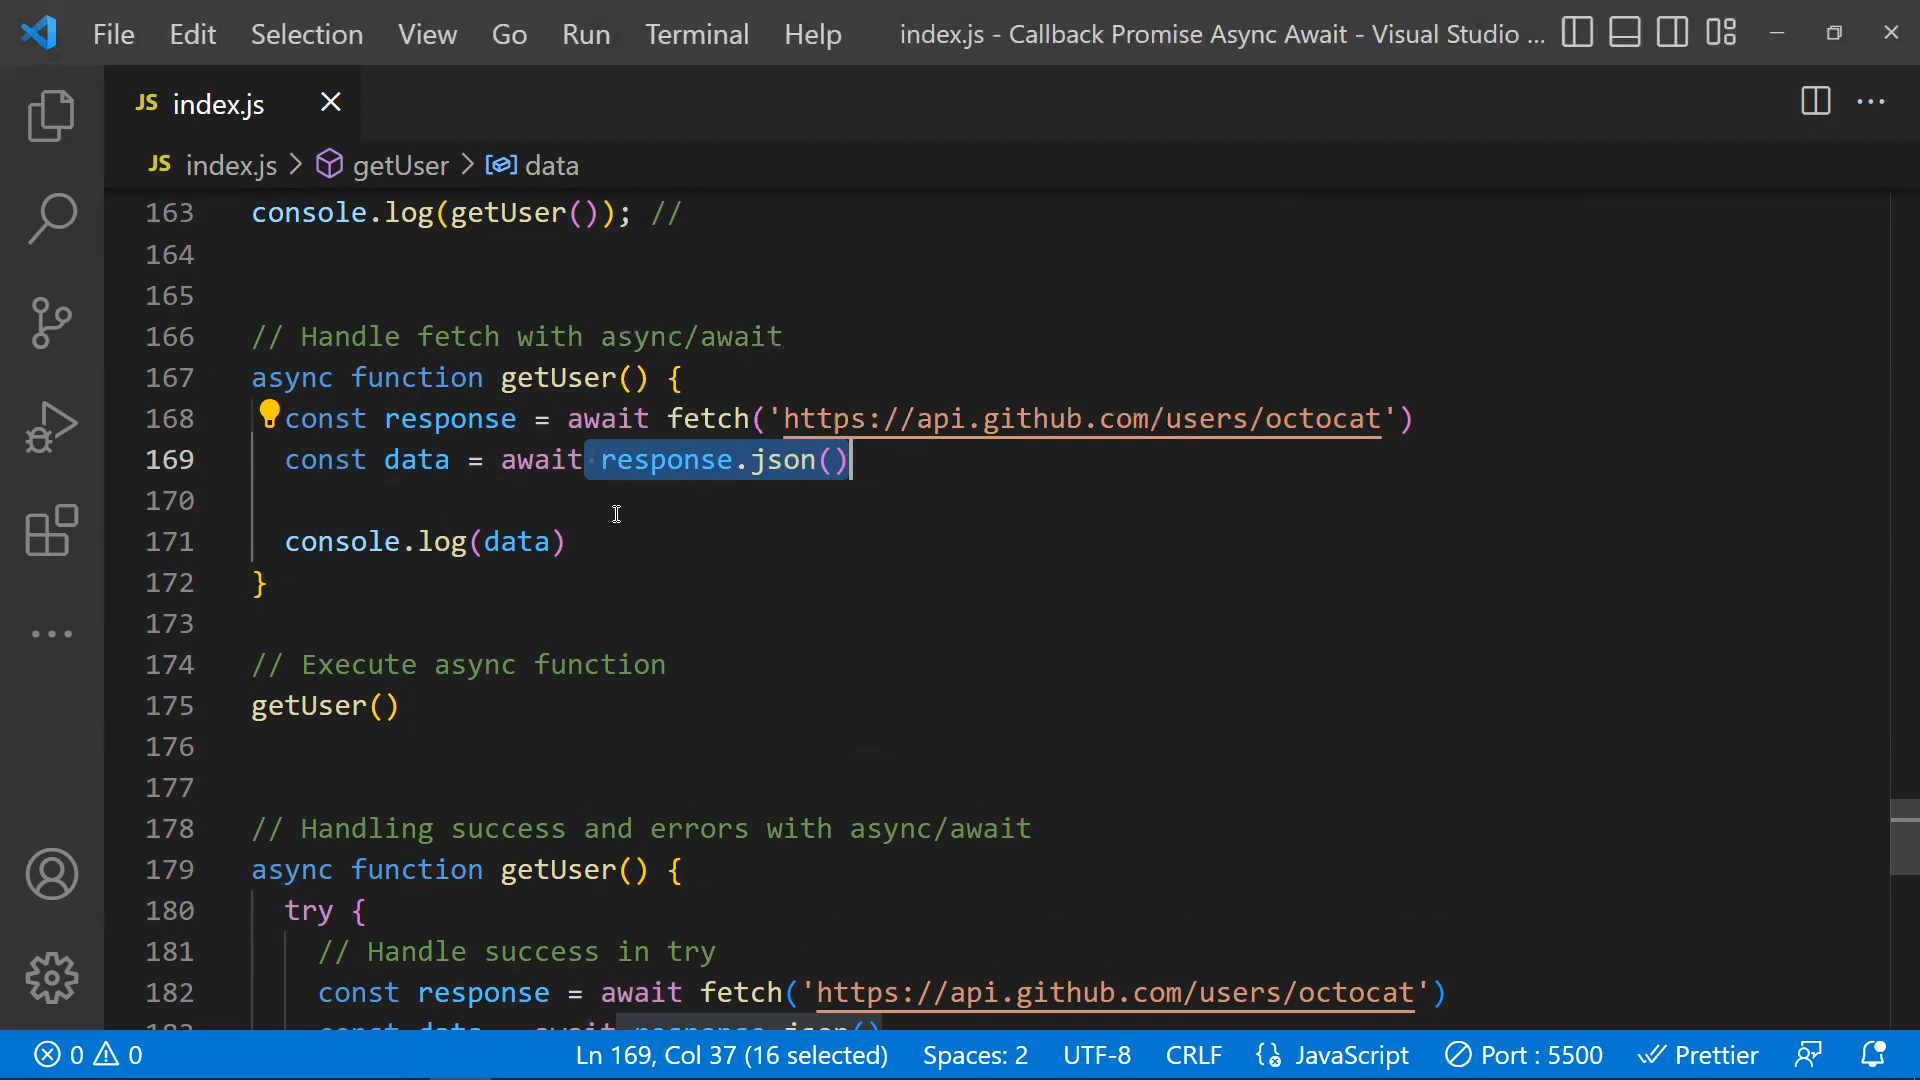 File Edit Selection View Go Run Terminal Help index.js - Callback Promise Async Await - Visual Studio ...
JS index.js
JS index.js > getUser > data
163 console.log(getUser()); //
164
165
166 // Handle fetch with async/await
167 async function getUser() {
168 const response = await fetch('https://api.github.com/users/octocat')
169 const data = await response.json()
170
171 console.log(data)
172 }
173
174 // Execute async function
175 getUser()
176
177
178 // Handling success and errors with async/await
179 async function getUser() {
180 try {
181 // Handle success in try
182 const response = await fetch('https://api.github.com/users/octocat')
183 const data = await response.json()
0 0 Ln 169, Col 37 (16 selected) Spaces: 2 UTF-8 CRLF JavaScript Port : 5500 Prettier